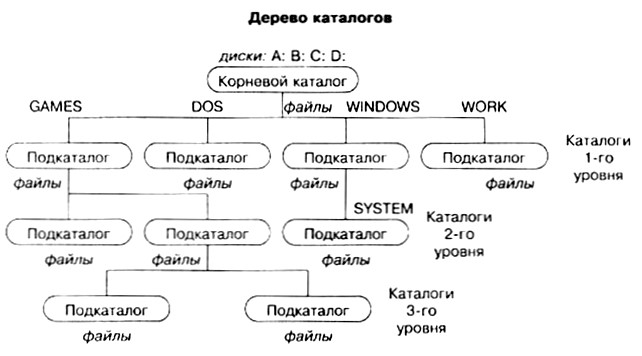 Дерево каталогов
диски: A: B: C: D:
Корневой каталог
GAMES DOS файлы WINDOWS WORK
Подкаталог Подкаталог Подкаталог Подкаталог
Каталоги
1-го
уровня
файлы файлы файлы файлы
SYSTEM
Подкаталог Подкаталог Подкаталог
Каталоги
2-го
уровня
файлы файлы файлы
Подкаталог Подкаталог
Каталоги
3-го
уровня
файлы файлы